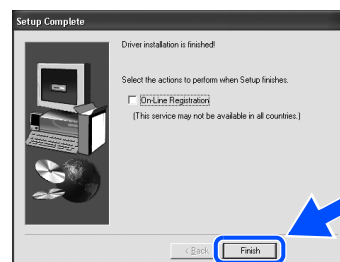 Setup Complete
Driver installation is finished!
Select the actions to perform when Setup finishes.
On-Line Registration
(This service may not be available in all countries.)
< Back
Finish